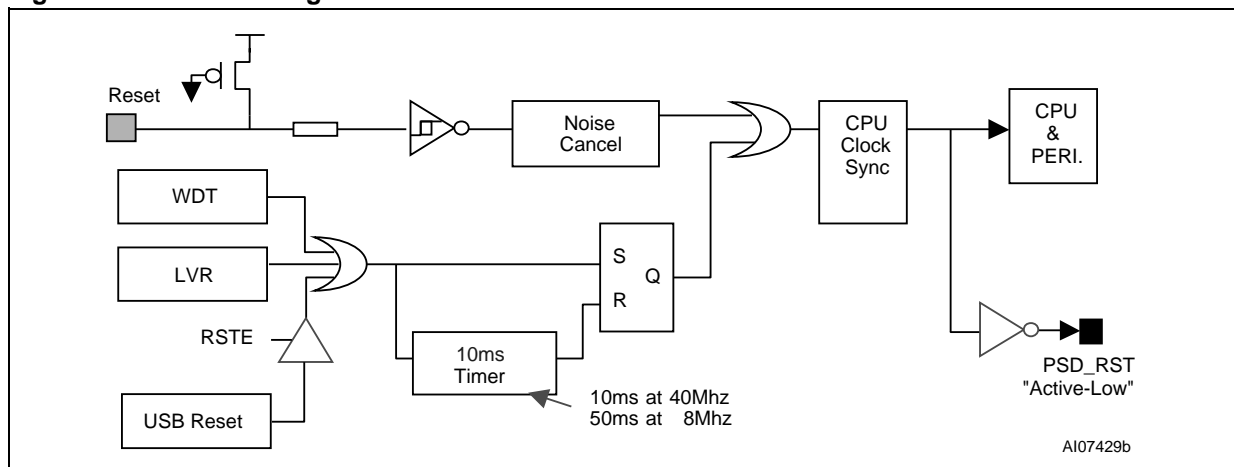 Reset
Noise
Cancel
CPU
Clock
Sync
CPU
&
PERI.
WDT
LVR
S
Q
R
RSTE
10ms
Timer
10ms at 40Mhz
50ms at 8Mhz
USB Reset
PSD_RST
"Active-Low"
AI07429b